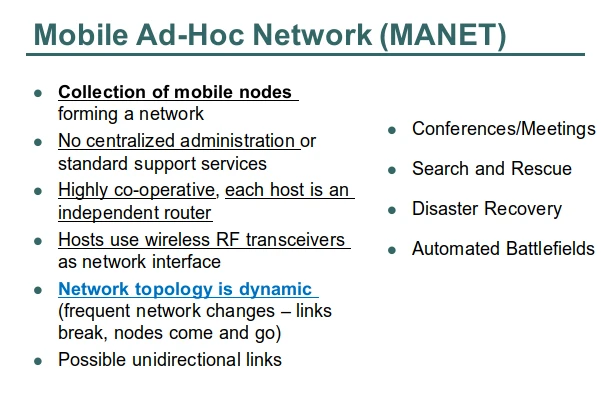 Mobile Ad-Hoc Network (MANET)
● Collection of mobile nodes
forming a network
● No centralized administration or
standard support services
● Highly co-operative, each host is an
independent router
● Hosts use wireless RF transceivers
as network interface
● Network topology is dynamic
(frequent network changes – links
break, nodes come and go)
● Possible unidirectional links
● Conferences/Meetings
● Search and Rescue
● Disaster Recovery
● Automated Battlefields